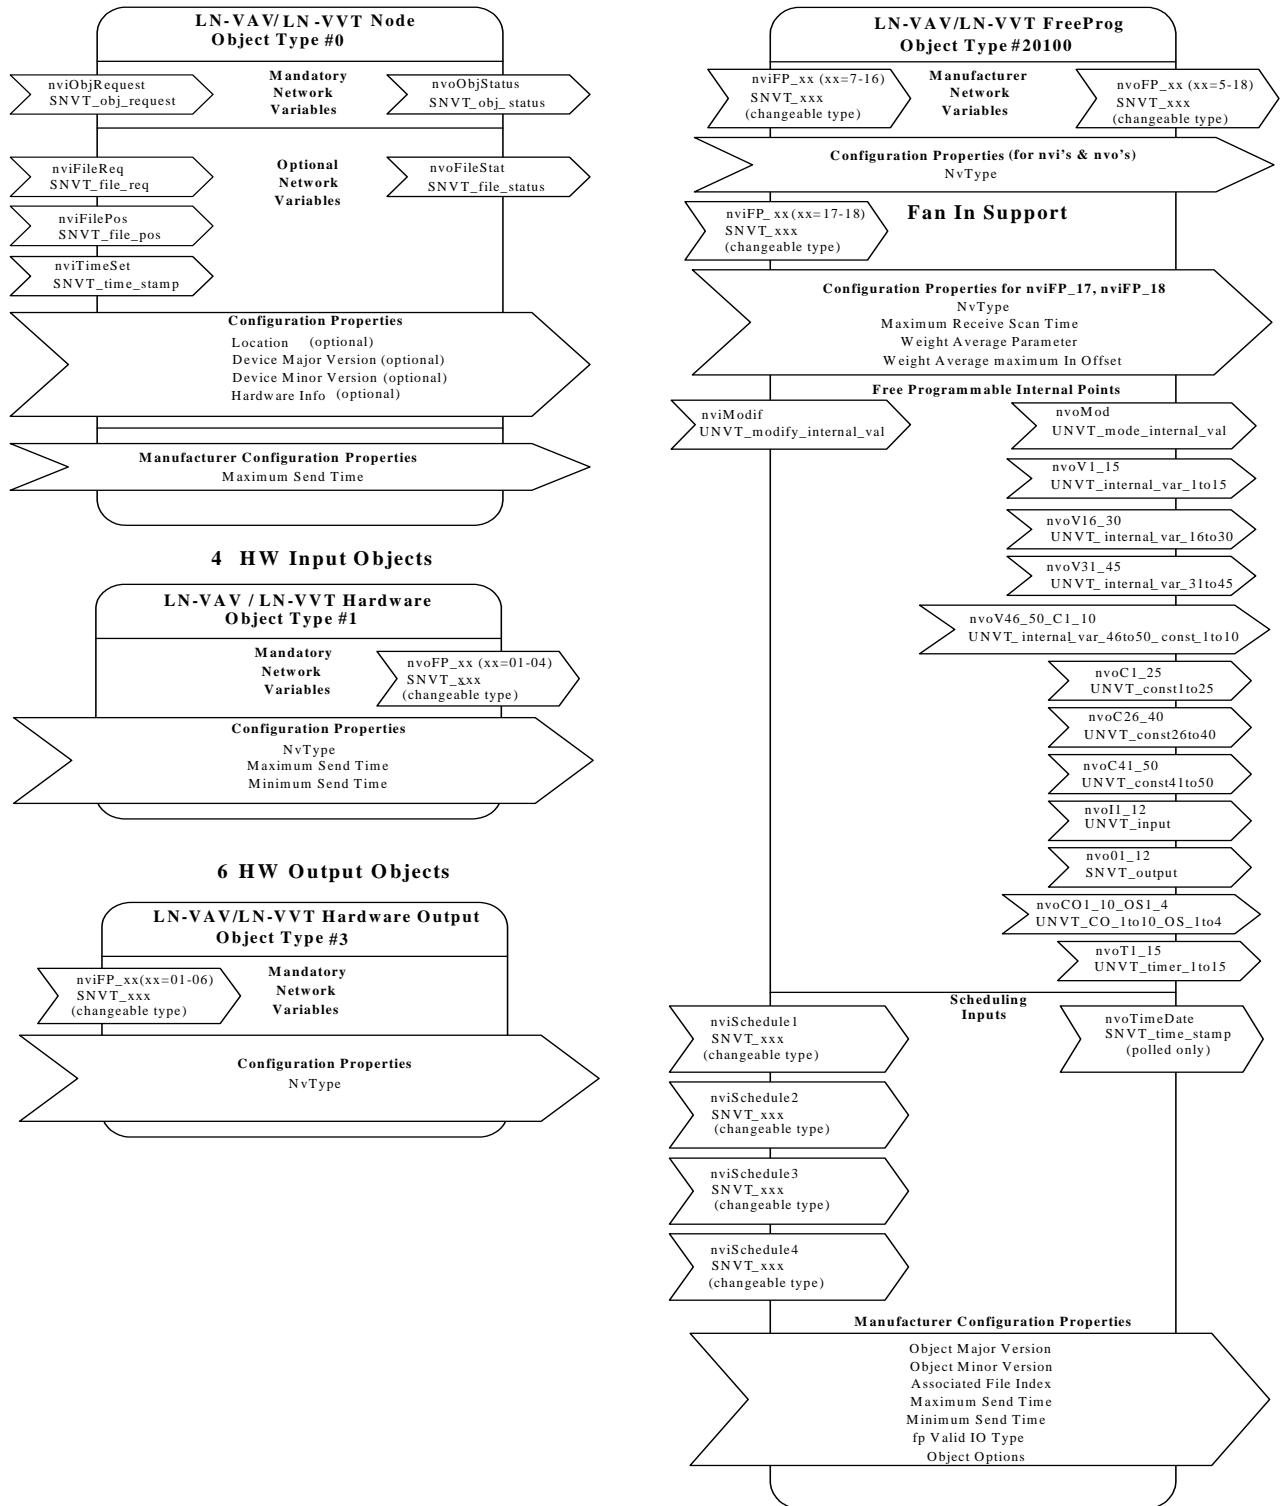 LN-VAV/LN-VVT Node
Object Type #0
nviObjRequest
SNVT_obj_request
Mandatory
Network
Variables
nvoObjStatus
SNVT_obj_status
nviFileReq
SNVT_file_req
Optional
Network
Variables
nvoFileStat
SNVT_file_status
nviFilePos
SNVT_file_pos
nviTimeSet
SNVT_time_stamp
Configuration Properties
Location (optional)
Device Major Version (optional)
Device Minor Version (optional)
Hardware Info (optional)
Manufacturer Configuration Properties
Maximum Send Time
4 HW Input Objects
LN-VAV / LN-VVT Hardware
Object Type #1
Mandatory
Network
Variables
nvoFP_xx (xx=01-04)
SNVT_xxx
(changeable type)
Configuration Properties
NvType
Maximum Send Time
Minimum Send Time
6 HW Output Objects
LN-VAV/LN-VVT Hardware Output
Object Type #3
nviFP_xx(xx=01-06)
SNVT_xxx
(changeable type)
Mandatory
Network
Variables
Configuration Properties
NvType
LN-VAV/LN-VVT FreeProg
Object Type #20100
nviFP_xx (xx=7-16)
SNVT_xxx
(changeable type)
Manufacturer
Network
Variables
nvoFP_xx (xx=5-18)
SNVT_xxx
(changeable type)
Configuration Properties (for nvi's & nvo's)
NvType
nviFP_xx(xx=17-18)
SNVT_xxx
(changeable type)
Fan In Support
Configuration Properties for nviFP_17, nviFP_18
NvType
Maximum Receive Scan Time
Weight Average Parameter
Weight Average maximum In Offset
Free Programmable Internal Points
nviModif
UNVT_modify_internal_val
nvoMod
UNVT_mode_internal_val
nvoV1_15
UNVT_internal_var_1to15
nvoV16_30
UNVT_internal_var_16to30
nvoV31_45
UNVT_internal_var_31to45
nvoV46_50_C1_10
UNVT_internal_var_46to50_const_1to10
nvoC1_25
UNVT_const1to25
nvoC26_40
UNVT_const26to40
nvoC41_50
UNVT_const41to50
nvoI1_12
UNVT_input
nvo01_12
SNVT_output
nvoCO1_10_OS1_4
UNVT_CO_1to10_OS_1to4
nvoT1_15
UNVT_timer_1to15
Scheduling
Inputs
nviSchedule1
SNVT_xxx
(changeable type)
nvoTimeDate
SNVT_time_stamp
(polled only)
nviSchedule2
SNVT_xxx
(changeable type)
nviSchedule3
SNVT_xxx
(changeable type)
nviSchedule4
SNVT_xxx
(changeable type)
Manufacturer Configuration Properties
Object Major Version
Object Minor Version
Associated File Index
Maximum Send Time
Minimum Send Time
fp Valid IO Type
Object Options